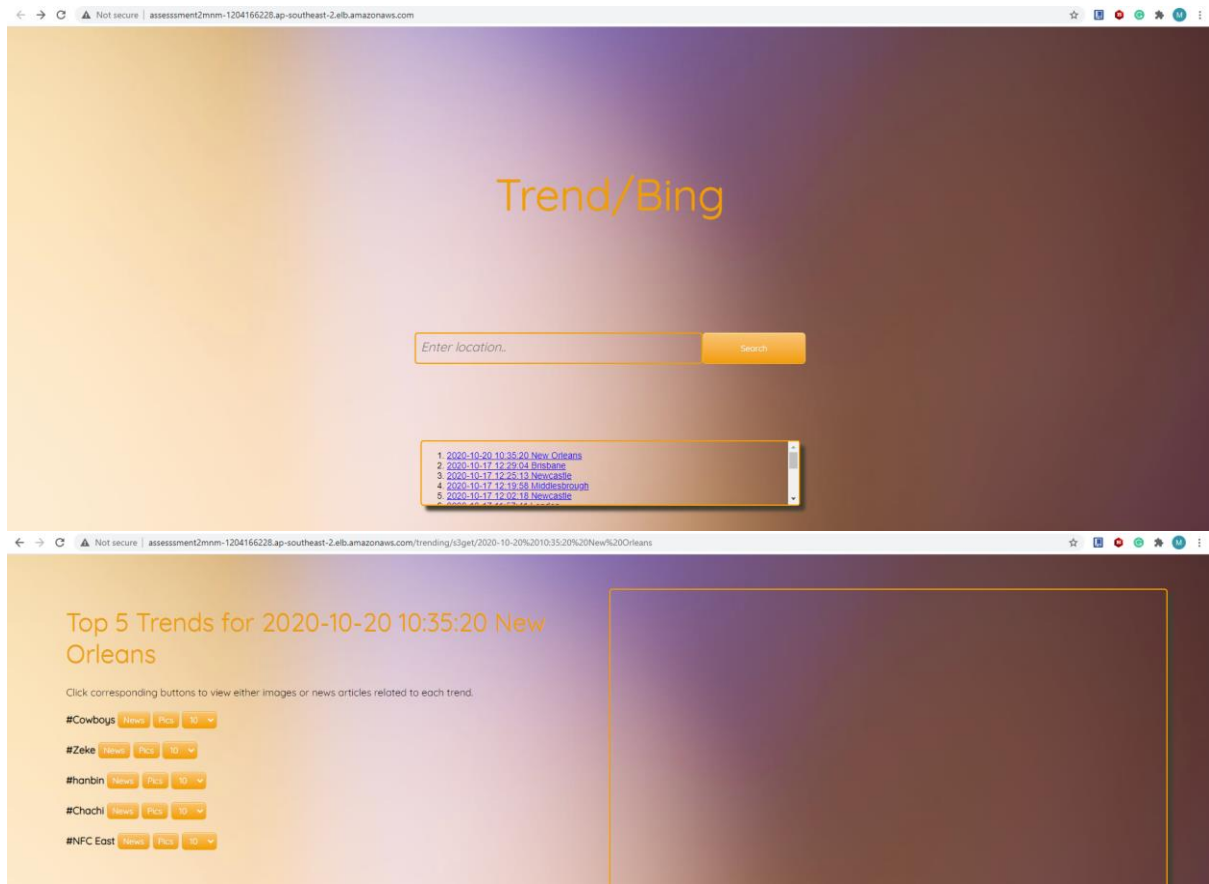 Not secure | assesssment2mnm-1204166228.ap-southeast-2.elb.amazonaws.com
M
Trend/Bing
Enter location..
Search
1. 2020-10-20 10:35:20 New Orleans
2. 2020-10-17 12:29:04 Brisbane
3. 2020-10-17 12:25:13 Newcastle
4. 2020-10-17 12:19:58 Middlesbrough
5. 2020-10-17 12:02:18 Newcastle
Not secure | assesssment2mnm-1204166228.ap-southeast-2.elb.amazonaws.com/trending/s3get/2020-10-20%2010:35:20%20New%20Orleans
M
Top 5 Trends for 2020-10-20 10:35:20 New
Orleans
Click corresponding buttons to view either images or news articles related to each trend.
#Cowboys News Pics 10
#Zeke News Pics 10
#hanbin News Pics 10
#Chachi News Pics 10
#NFC East News Pics 10